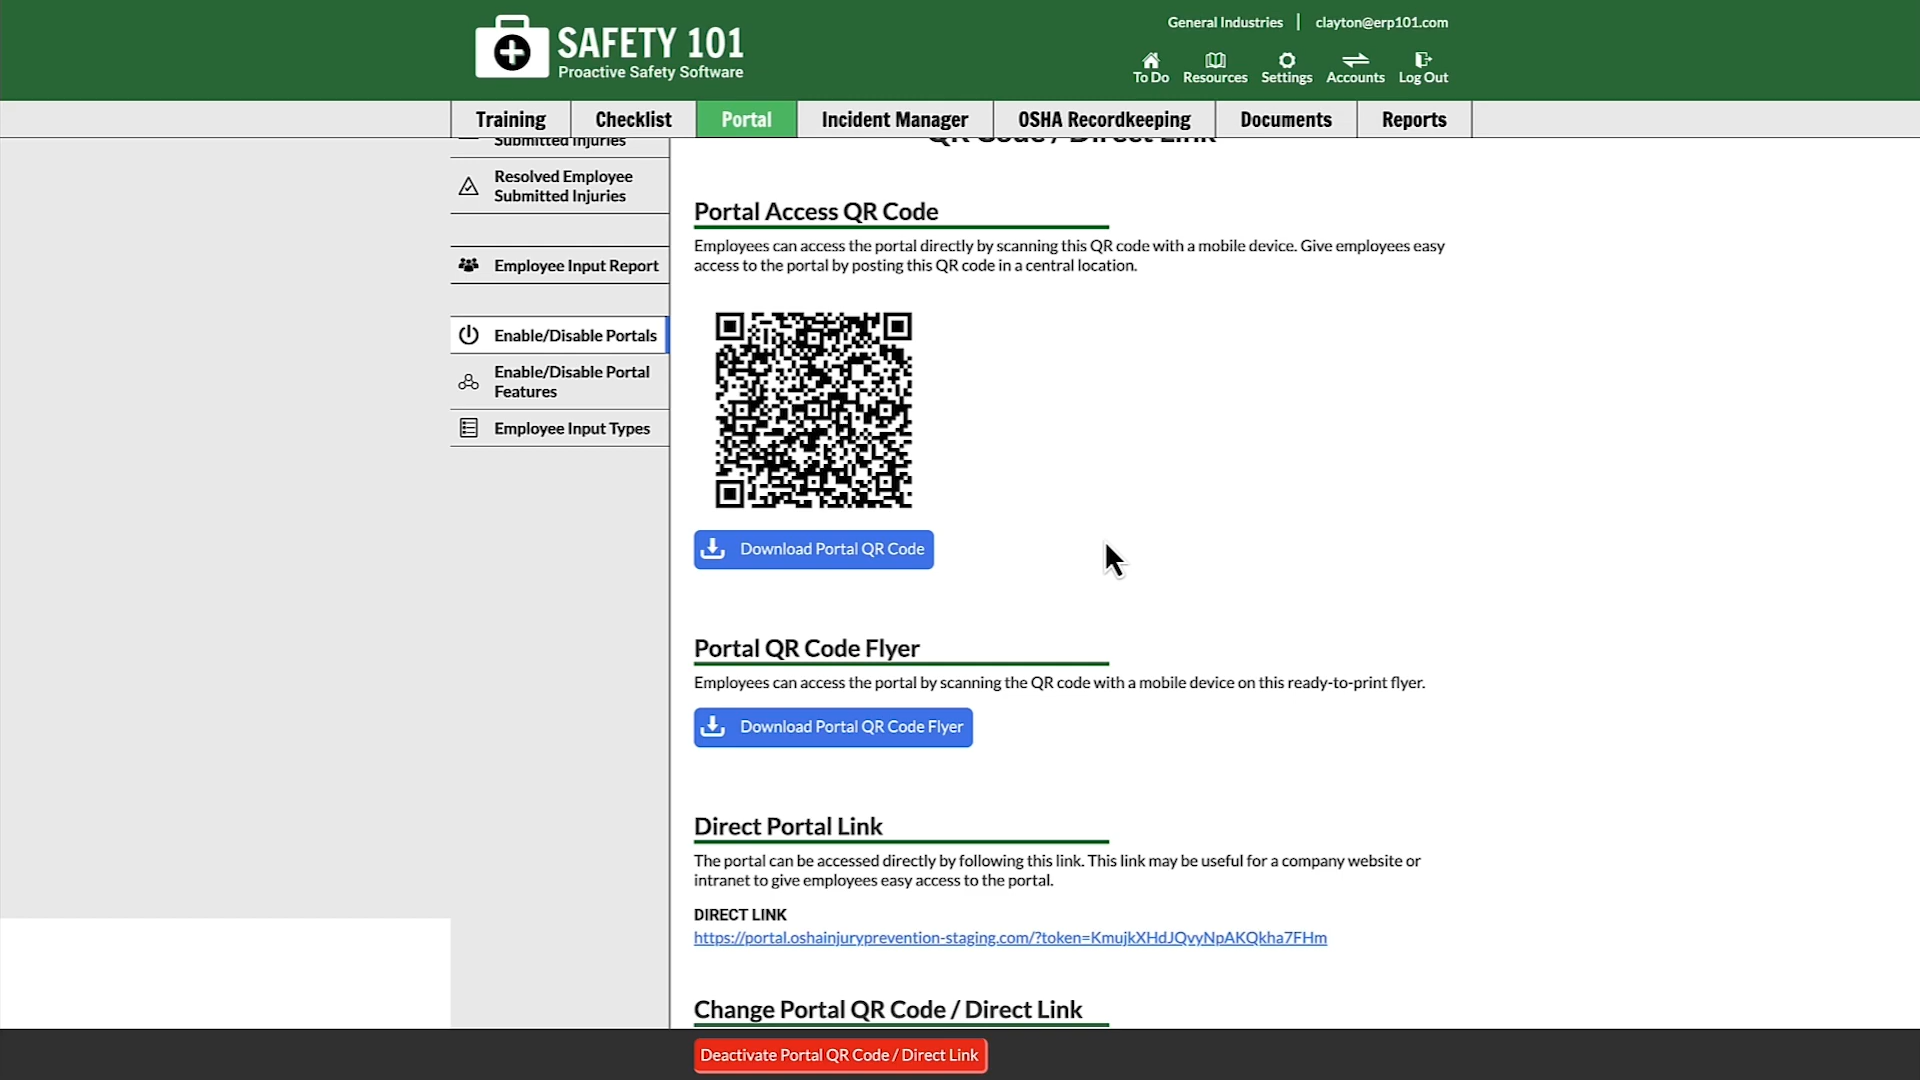 SAFETY 101
Proactive Safety Software
General Industries | clayton@erp101.com
To Do Resources Settings Accounts Log Out
Training Checklist Portal Incident Manager OSHA Recordkeeping Documents Reports
Submitted Injuries
Resolved Employee
Submitted Injuries
Employee Input Report
Enable/Disable Portals
Enable/Disable Portal
Features
Employee Input Types
QR Code / Direct Link
Portal Access QR Code
Employees can access the portal directly by scanning this QR code with a mobile device. Give employees easy
access to the portal by posting this QR code in a central location.
Download Portal QR Code
Portal QR Code Flyer
Employees can access the portal by scanning the QR code with a mobile device on this ready-to-print flyer.
Download Portal QR Code Flyer
Direct Portal Link
The portal can be accessed directly by following this link. This link may be useful for a company website or
intranet to give employees easy access to the portal.
DIRECT LINK
https://portal.oshainjuryprevention-staging.com/?token=KmujkXHdJQvyNpAKQkha7FHm
Change Portal QR Code / Direct Link
Deactivate Portal QR Code / Direct Link